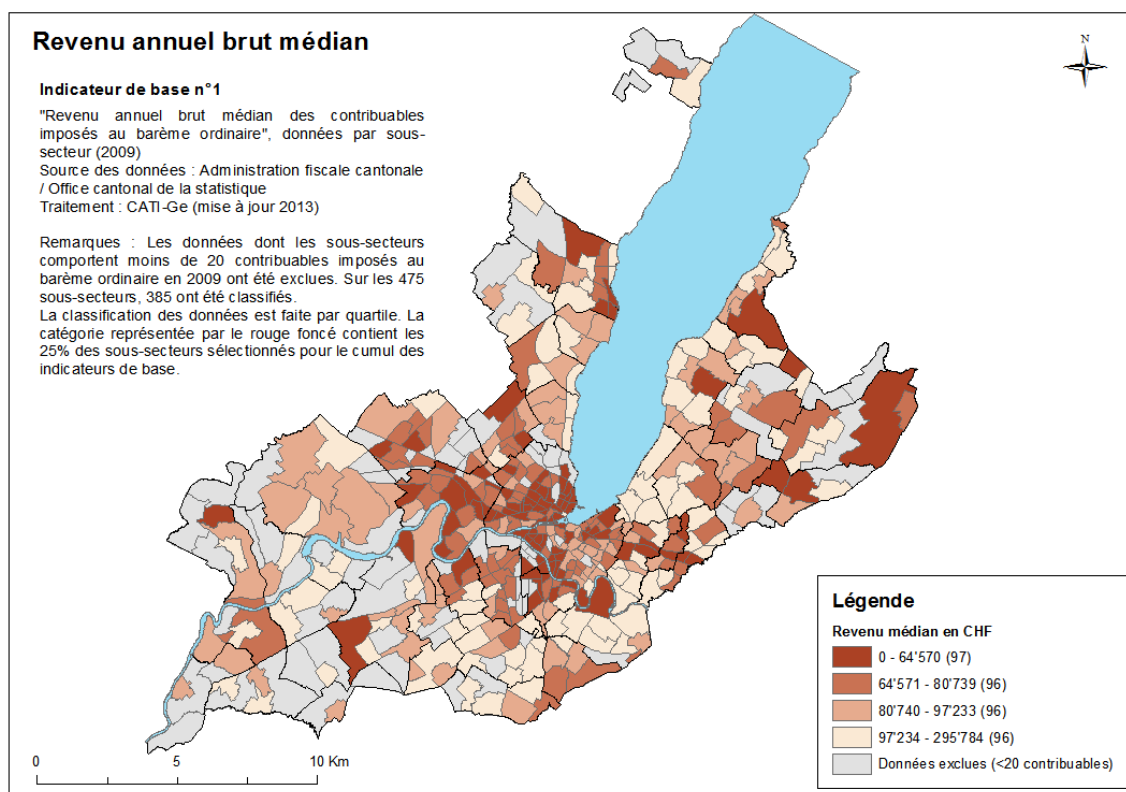 Revenu annuel brut médian
N
Indicateur de base n°1
"Revenu annuel brut médian des contribuables
imposés au barème ordinaire", données par sous-
secteur (2009)
Source des données : Administration fiscale cantonale
/ Office cantonal de la statistique
Traitement : CATI-Ge (mise à jour 2013)
Remarques : Les données dont les sous-secteurs
comportent moins de 20 contribuables imposés au
barème ordinaire en 2009 ont été exclues. Sur les 475
sous-secteurs, 385 ont été classifiés.
La classification des données est faite par quartile. La
catégorie représentée par le rouge foncé contient les
25% des sous-secteurs sélectionnés pour le cumul des
indicateurs de base.
Légende
Revenu médian en CHF
0 - 64'570 (97)
64'571 - 80'739 (96)
80'740 - 97'233 (96)
97'234 - 295'784 (96)
Données exclues (<20 contribuables)
0 5 10 Km